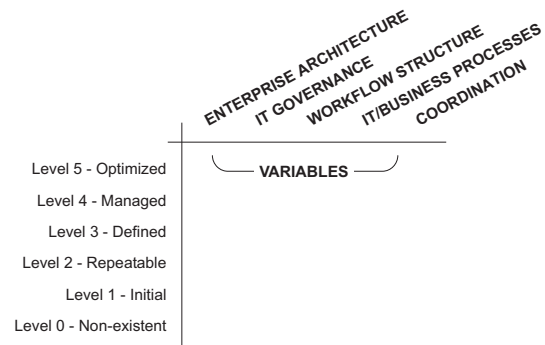 ENTERPRISE ARCHITECTURE
IT GOVERNANCE
WORKFLOW STRUCTURE
IT/BUSINESS PROCESSES
COORDINATION
VARIABLES
Level 5 - Optimized
Level 4 - Managed
Level 3 - Defined
Level 2 - Repeatable
Level 1 - Initial
Level 0 - Non-existent